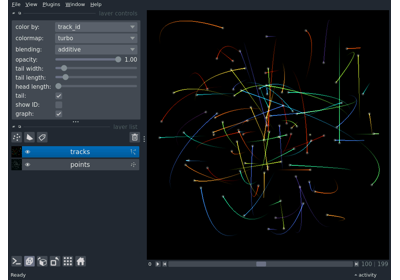 File View Plugins Window Help
layer controls
color by: track_id
colormap: turbo
blending: additive
opacity: 1.00
tail width:
tail length:
head length:
tail:
show ID:
graph:
layer list
tracks
points
100 199
Ready activity